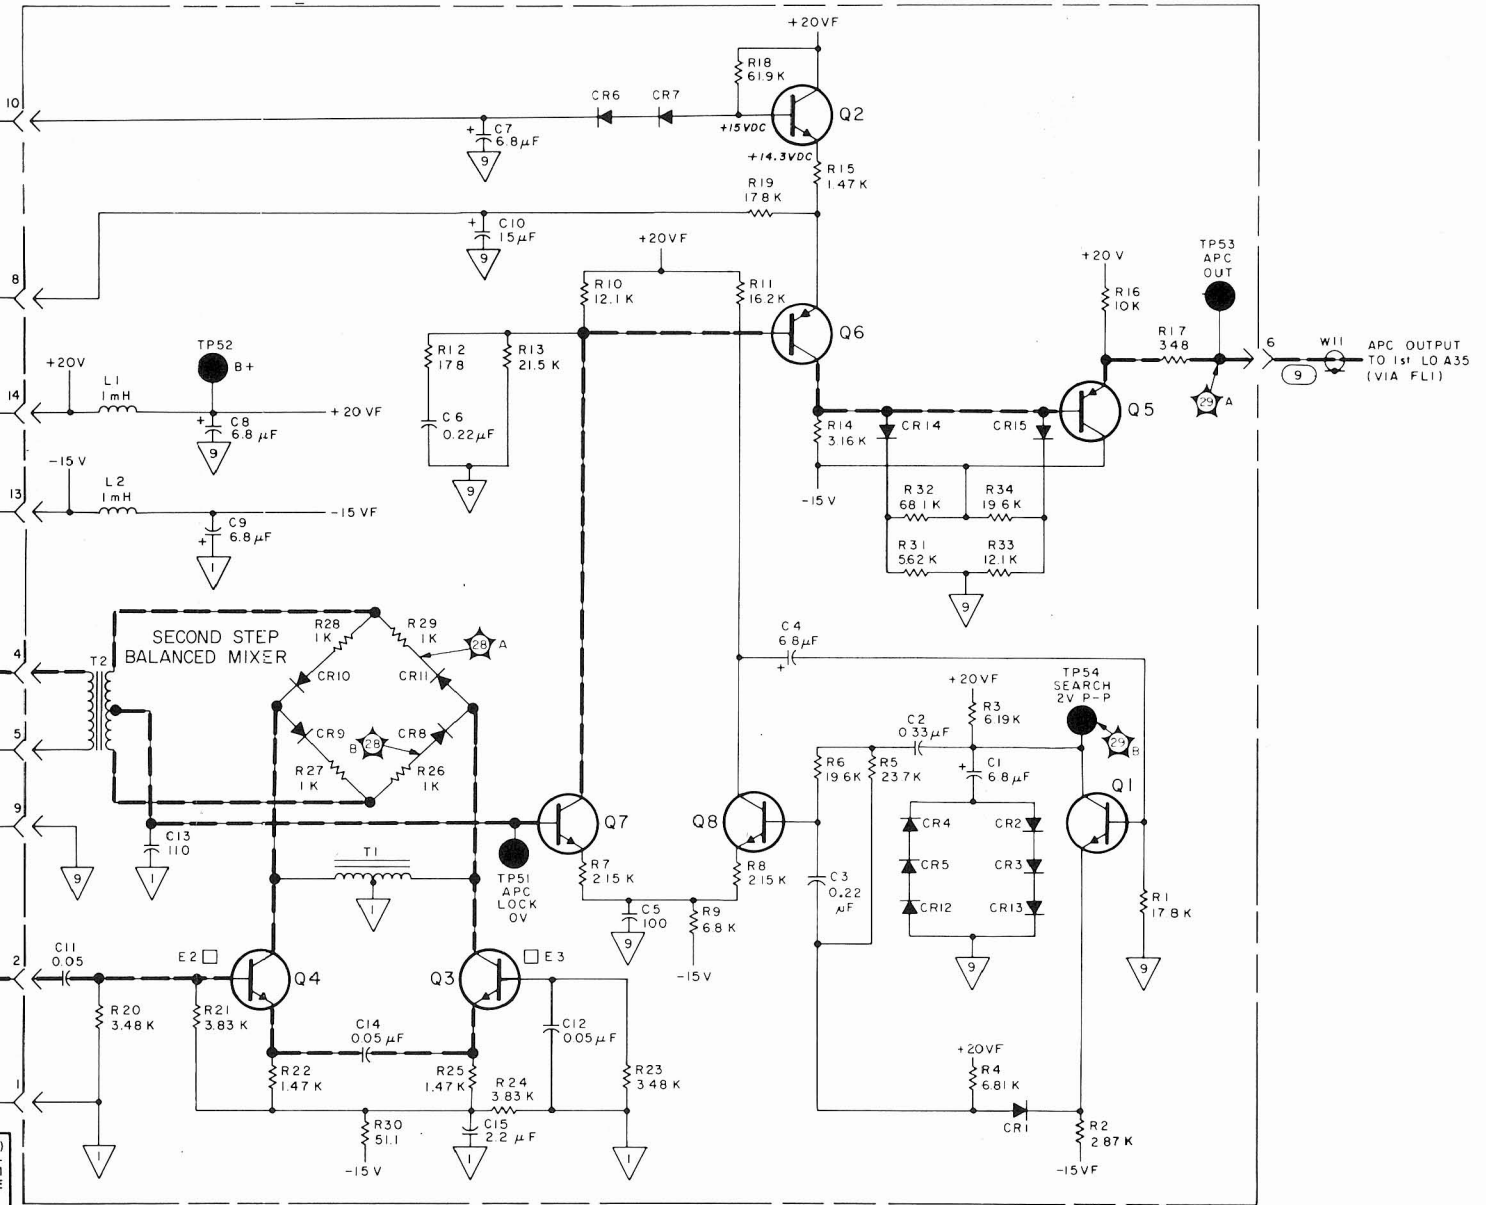 +20VF
R18
61.9K
CR6
CR7
Q2
10
+15VDC
+
C7
6.8µF
9
+14.3VDC
R15
1.47K
R19
178K
+
C10
15µF
9
+20VF
8
R10
12.1K
R11
16.2K
Q6
+20V
R16
10K
TP53
APC
OUT
R17
348
6
W11
9
APC OUTPUT
TO 1st LO A35
(VIA FL1)
29 A
TP52
B+
+20V
L1
1mH
14
+20VF
+
C8
6.8µF
9
R12
178
R13
21.5K
C6
0.22µF
9
R14
3.16K
-15V
CR14
CR15
Q5
R32
681K
R34
19.6K
R31
562K
R33
12.1K
9
-15V
L2
1mH
13
-15VF
C9
6.8µF
+
1
SECOND STEP
BALANCED MIXER
4
T2
5
R28
1K
R29
1K
28 A
CR10
CR11
CR9
CR8
B 28
R27
1K
R26
1K
C4
6.8µF
+
TP54
SEARCH
2V P-P
29 B
+20VF
R3
6.19K
C2
0.33µF
R6
19.6K
R5
23.7K
+
C1
6.8µF
Q1
9
9
C13
110
1
T1
1
TP51
APC
LOCK
0V
Q7
Q8
R7
215K
R8
215K
C5
100
9
R9
6.8K
-15V
C3
0.22
µF
CR4
CR2
CR5
CR3
CR12
CR13
9
R1
17.8K
9
2
C11
0.05
E2
Q4
Q3
E3
R20
3.48K
R21
3.83K
C14
0.05µF
C12
0.05µF
R22
1.47K
R25
1.47K
R24
3.83K
R23
3.48K
R30
51.1
-15V
C15
2.2µF
1
1
1
1
+20VF
R4
6.81K
CR1
R2
2.87K
-15VF